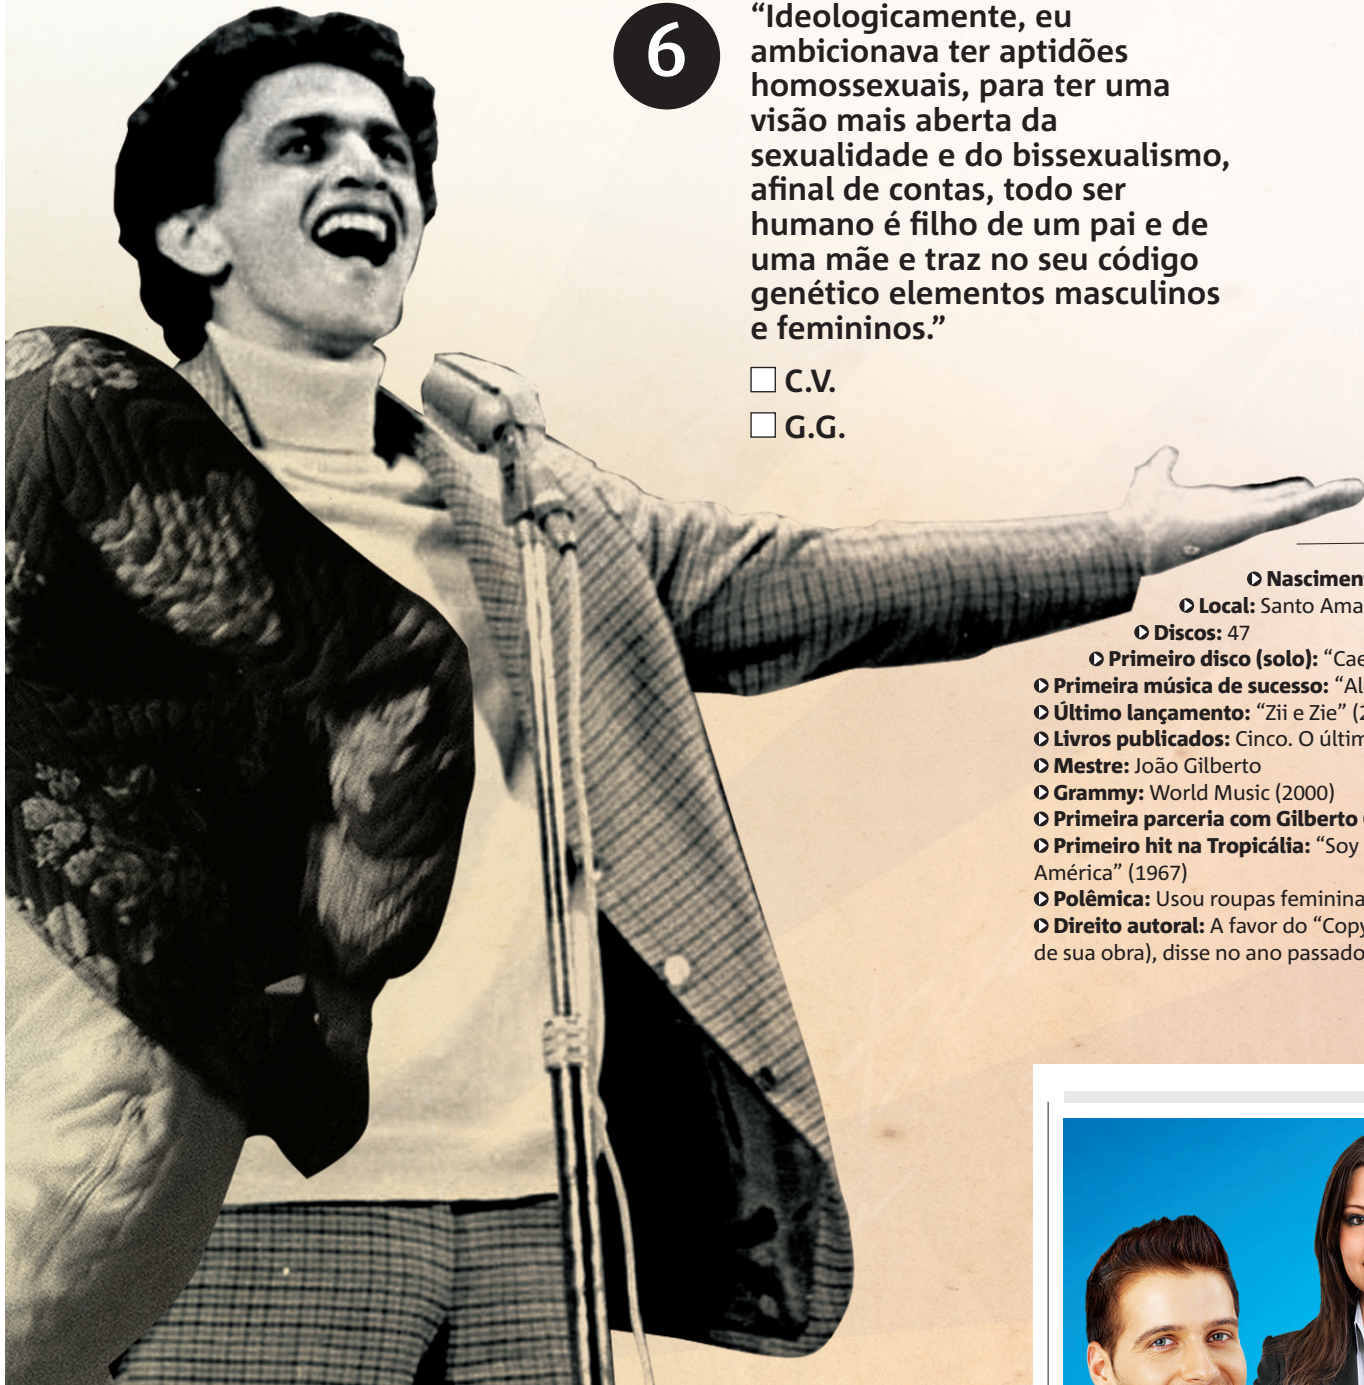 6
“Ideologicamente, eu
ambicionava ter aptidões
homossexuais, para ter uma
visão mais aberta da
sexualidade e do bissexualismo,
afinal de contas, todo ser
humano é filho de um pai e de
uma mãe e traz no seu código
genético elementos masculinos
e femininos.”
C.V.
G.G.
Nascimen
Local: Santo Ama
Discos: 47
Primeiro disco (solo): “Cae
Primeira música de sucesso: “Al
Último lançamento: “Zii e Zie” (2
Livros publicados: Cinco. O últim
Mestre: João Gilberto
Grammy: World Music (2000)
Primeira parceria com Gilberto
Primeiro hit na Tropicália: “Soy
América” (1967)
Polêmica: Usou roupas feminina
Direito autoral: A favor do “Copy
de sua obra), disse no ano passado